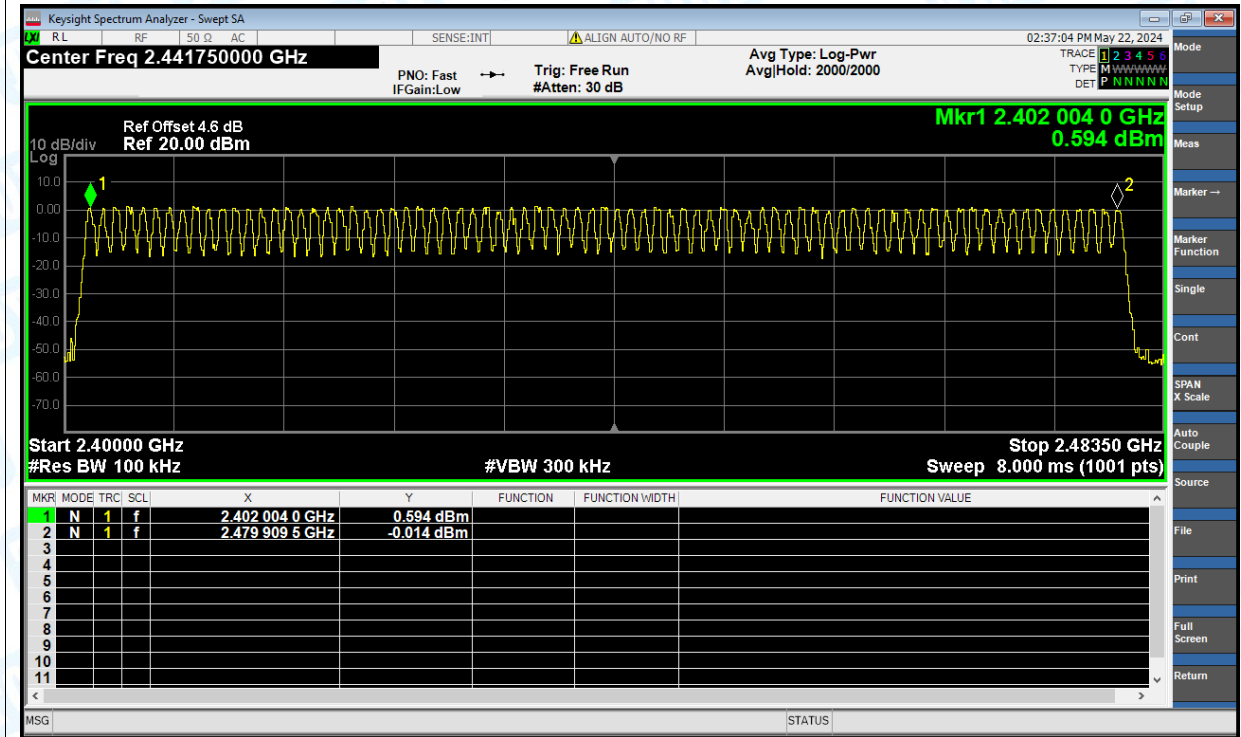 Keysight Spectrum Analyzer - Swept SA
LXI RL RF 50 Ω AC SENSE:INT ALIGN AUTO/NO RF 02:37:04 PM May 22, 2024
Center Freq 2.441750000 GHz
PNO: Fast
IFGain:Low
Trig: Free Run
#Atten: 30 dB
Avg Type: Log-Pwr
Avg|Hold: 2000/2000
TRACE 1 2 3 4 5 6
TYPE M WWWWW
DET P N N N N N
Ref Offset 4.6 dB
10 dB/div Ref 20.00 dBm
Log
Mkr1 2.402 004 0 GHz
0.594 dBm
10.0
0.00
-10.0
-20.0
-30.0
-40.0
-50.0
-60.0
-70.0
1
2
Start 2.40000 GHz Stop 2.48350 GHz
#Res BW 100 kHz #VBW 300 kHz Sweep 8.000 ms (1001 pts)
MKR MODE TRC SCL X Y FUNCTION FUNCTION WIDTH FUNCTION VALUE
1 N 1 f 2.402 004 0 GHz 0.594 dBm
2 N 1 f 2.479 909 5 GHz -0.014 dBm
3
4
5
6
7
8
9
10
11
MSG STATUS
Mode
Mode
Setup
Meas
Marker →
Marker
Function
Single
Cont
SPAN
X Scale
Auto
Couple
Source
File
Print
Full
Screen
Return